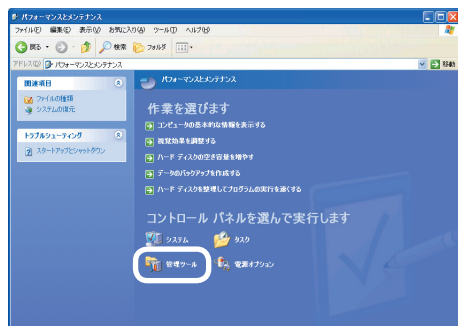 パフォーマンスとメンテナンス
ファイル(F) 編集(E) 表示(V) お気に入り(A) ツール(T) ヘルプ(H)
戻る 検索 フォルダ
アドレス(D) パフォーマンスとメンテナンス 移動
関連項目
ファイルの種類
システムの復元
トラブルシューティング
スタートアップとシャットダウン
パフォーマンスとメンテナンス
作業を選びます
コンピュータの基本的な情報を表示する
視覚効果を調整する
ハード ディスクの空き容量を増やす
データのバックアップを作成する
ハード ディスクを整理してプログラムの実行を速くする
コントロール パネルを選んで実行します
システム タスク
管理ツール 電源オプション